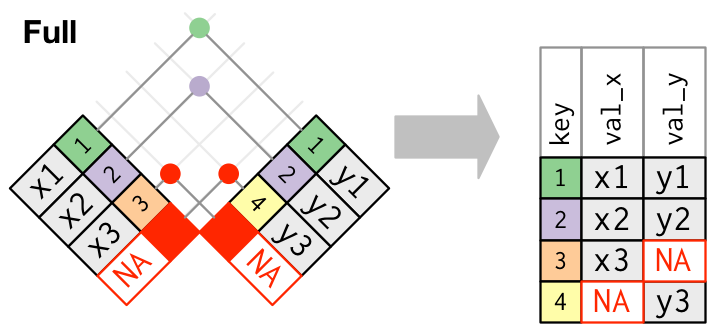 Full
1 x1
2 x2
3 x3
NA
1 y1
2 y2
4 y3
NA
key val_x val_y
1 x1 y1
2 x2 y2
3 x3 NA
4 NA y3